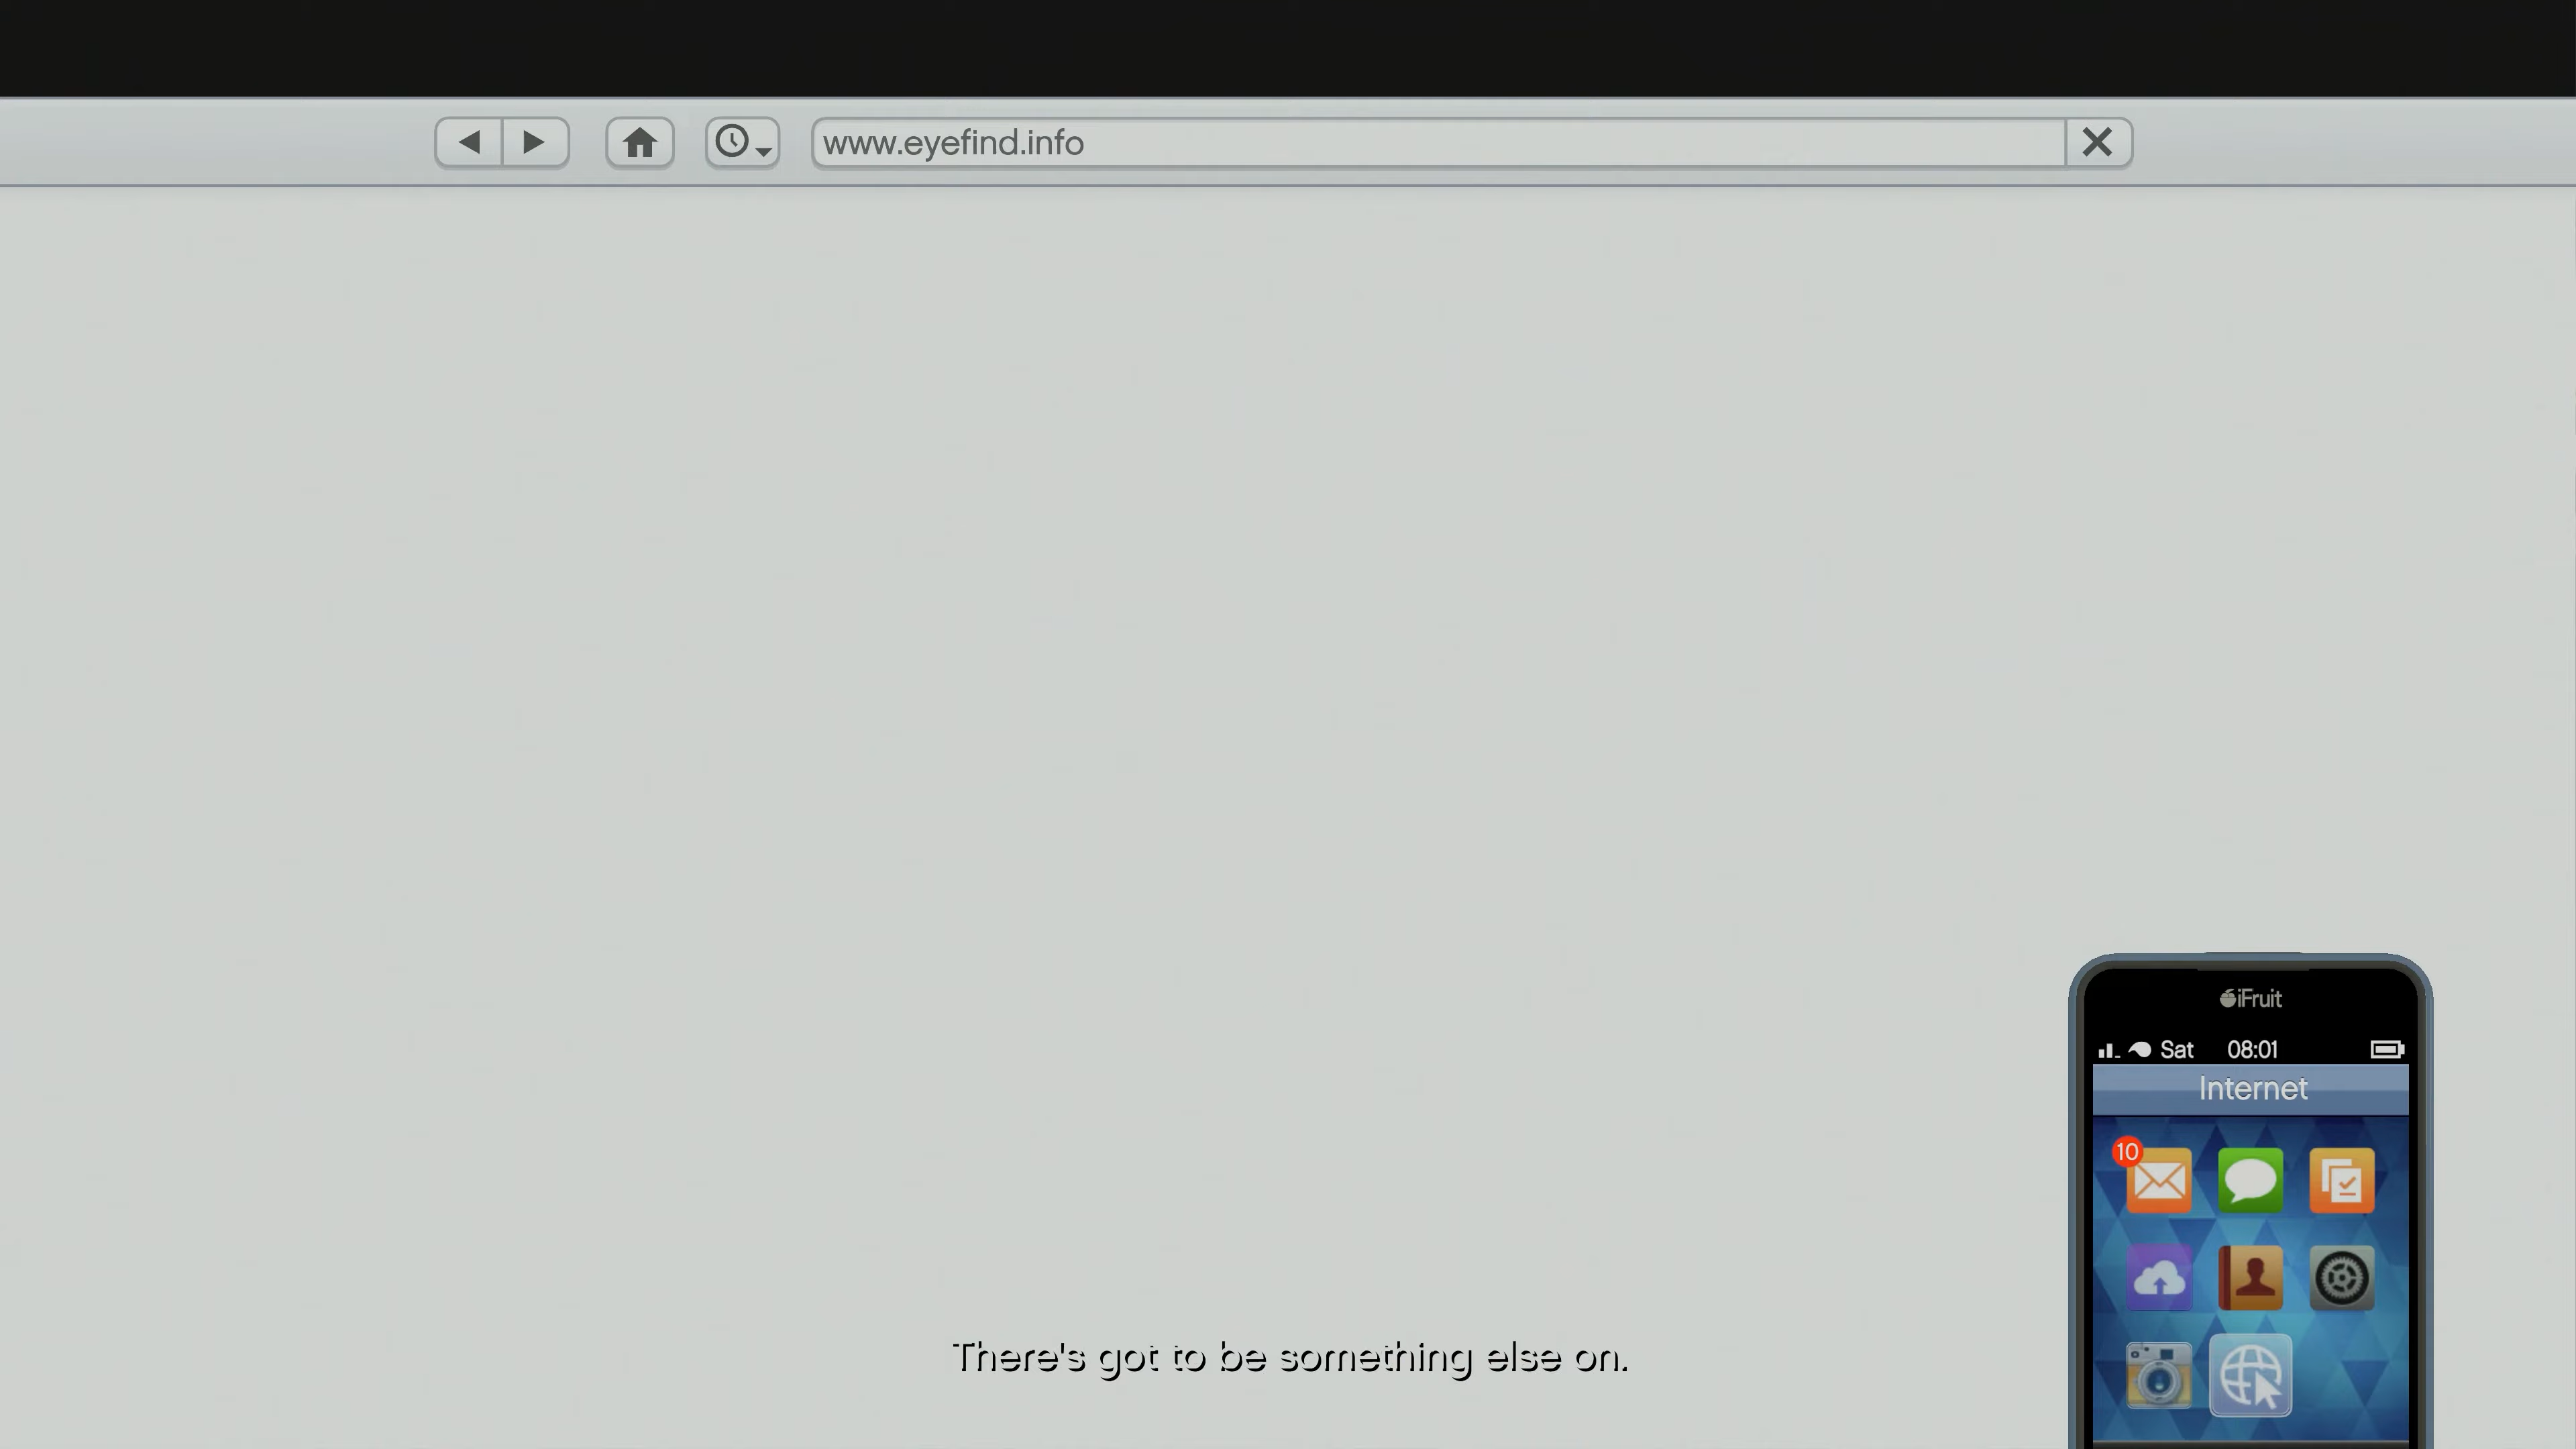 www.eyefind.info
iFruit
Sat 08:01
Internet
10
There's got to be something else on.